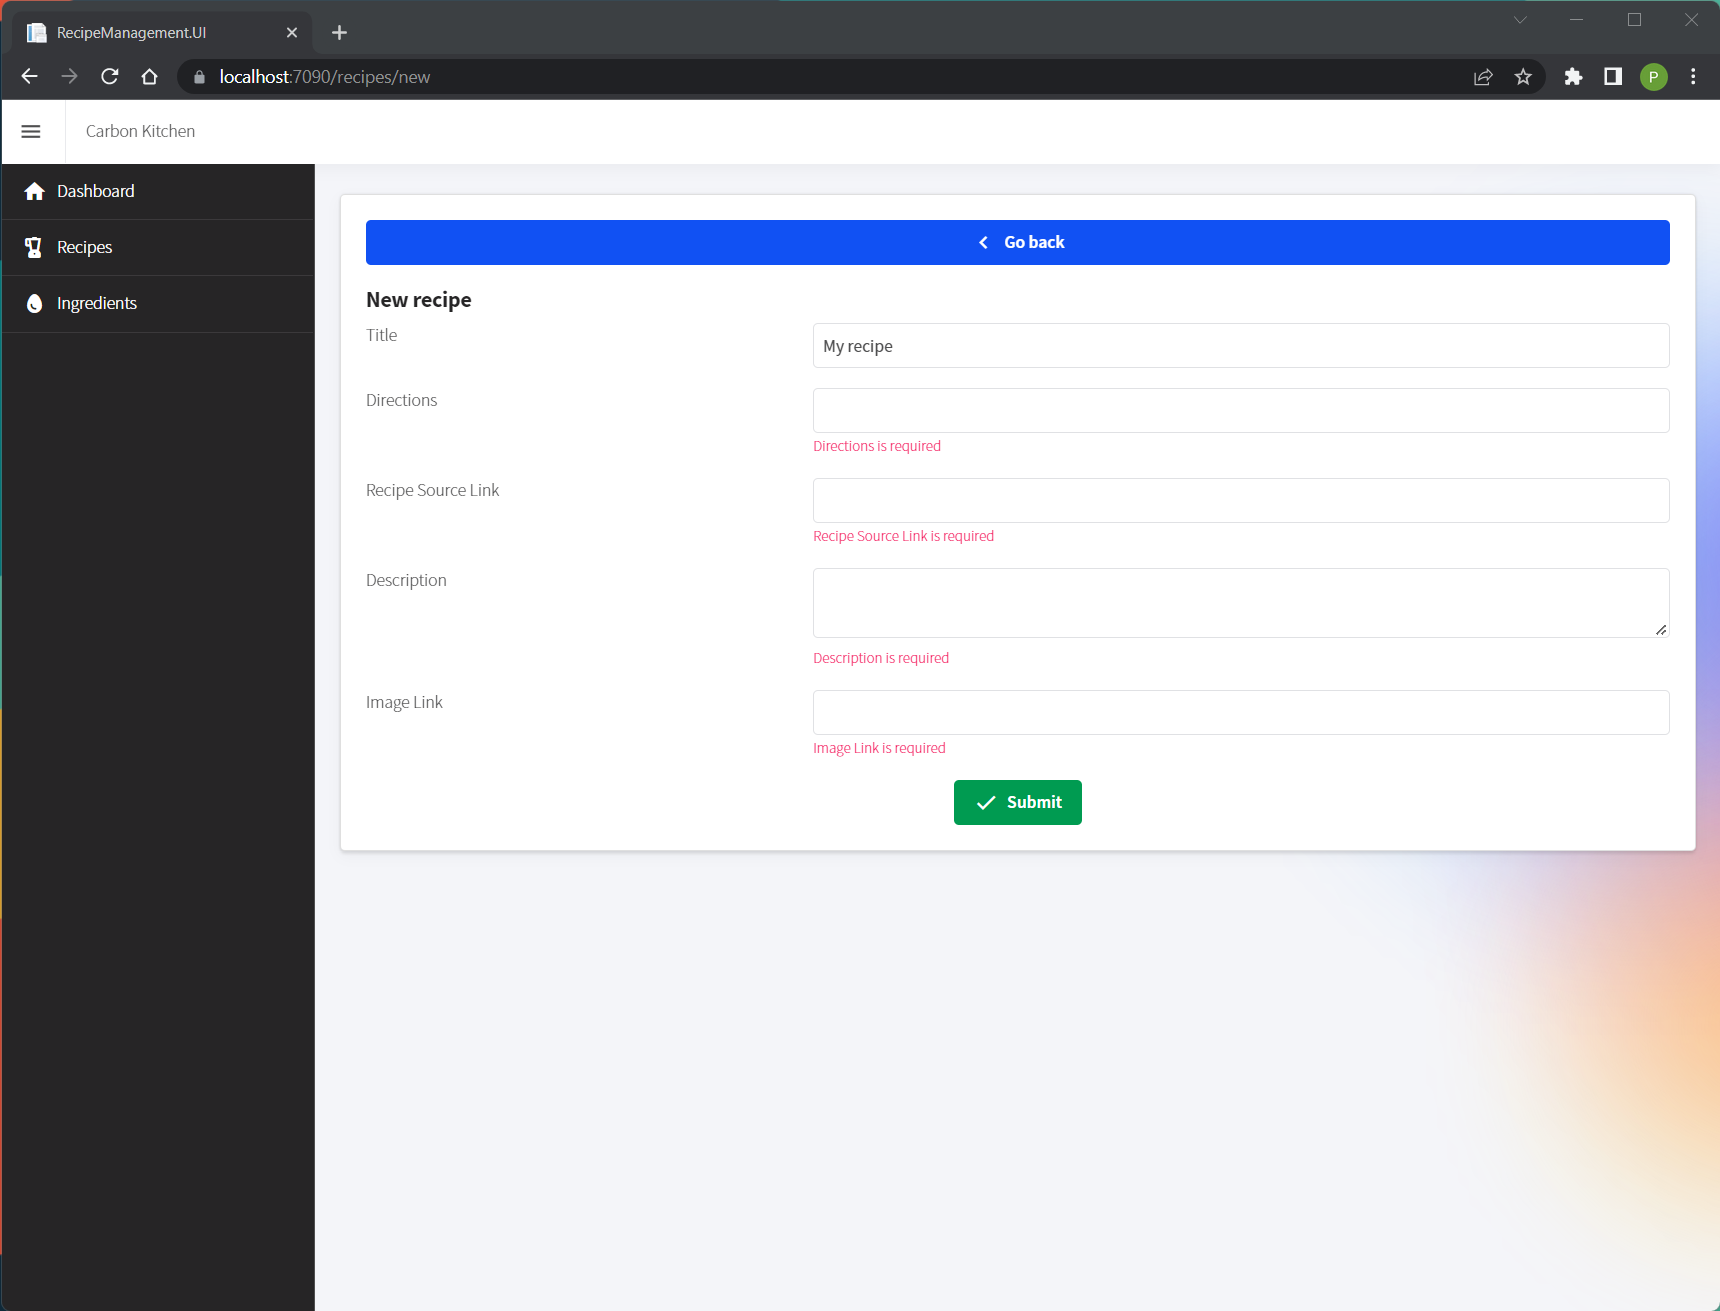 RecipeManagement.UI
localhost:7090/recipes/new
P
Carbon Kitchen
Dashboard
Recipes
Ingredients
Go back
New recipe
Title
My recipe
Directions
Directions is required
Recipe Source Link
Recipe Source Link is required
Description
Description is required
Image Link
Image Link is required
Submit